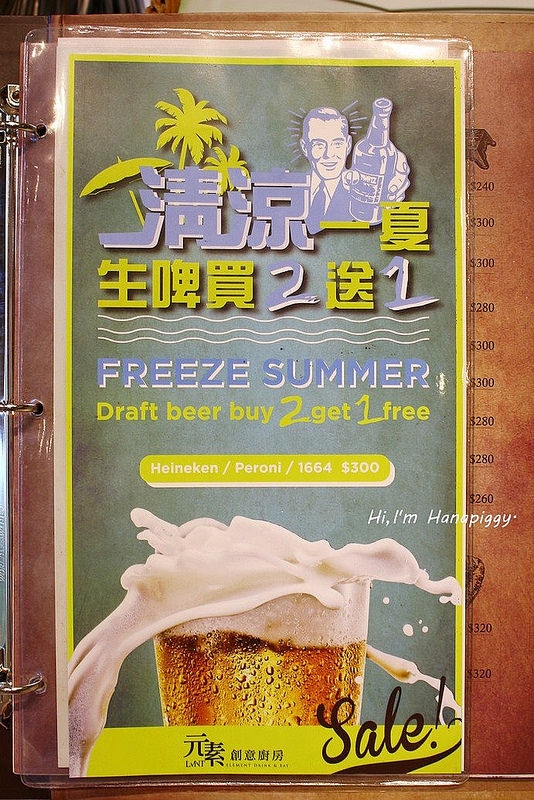 清涼一夏
生啤買2送1
FREEZE SUMMER
Draft beer buy 2 get 1 free
Heineken / Peroni / 1664 $300
Hi,I'm Hanapiggy.
Sale!
元素 創意廚房
ELEMENT DRINK & EAT
$240
$300
$300
$280
$300
$300
$280
$280
$260
$320
$320